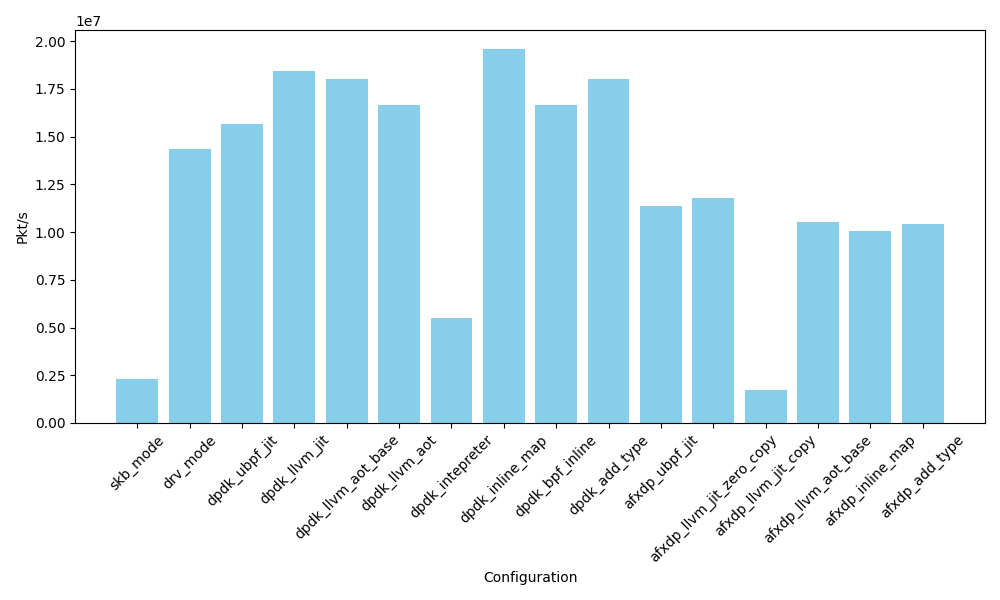 1e7
2.00
1.75
1.50
1.25
1.00
0.75
0.50
0.25
0.00
Pkt/s
skb_mode
drv_mode
dpdk_ubpf_jit
dpdk_llvm_jit
dpdk_llvm_aot_base
dpdk_llvm_aot
dpdk_intepreter
dpdk_inline_map
dpdk_bpf_inline
dpdk_add_type
afxdp_ubpf_jit
afxdp_llvm_jit_zero_copy
afxdp_llvm_jit_copy
afxdp_llvm_aot_base
afxdp_inline_map
afxdp_add_type
Configuration